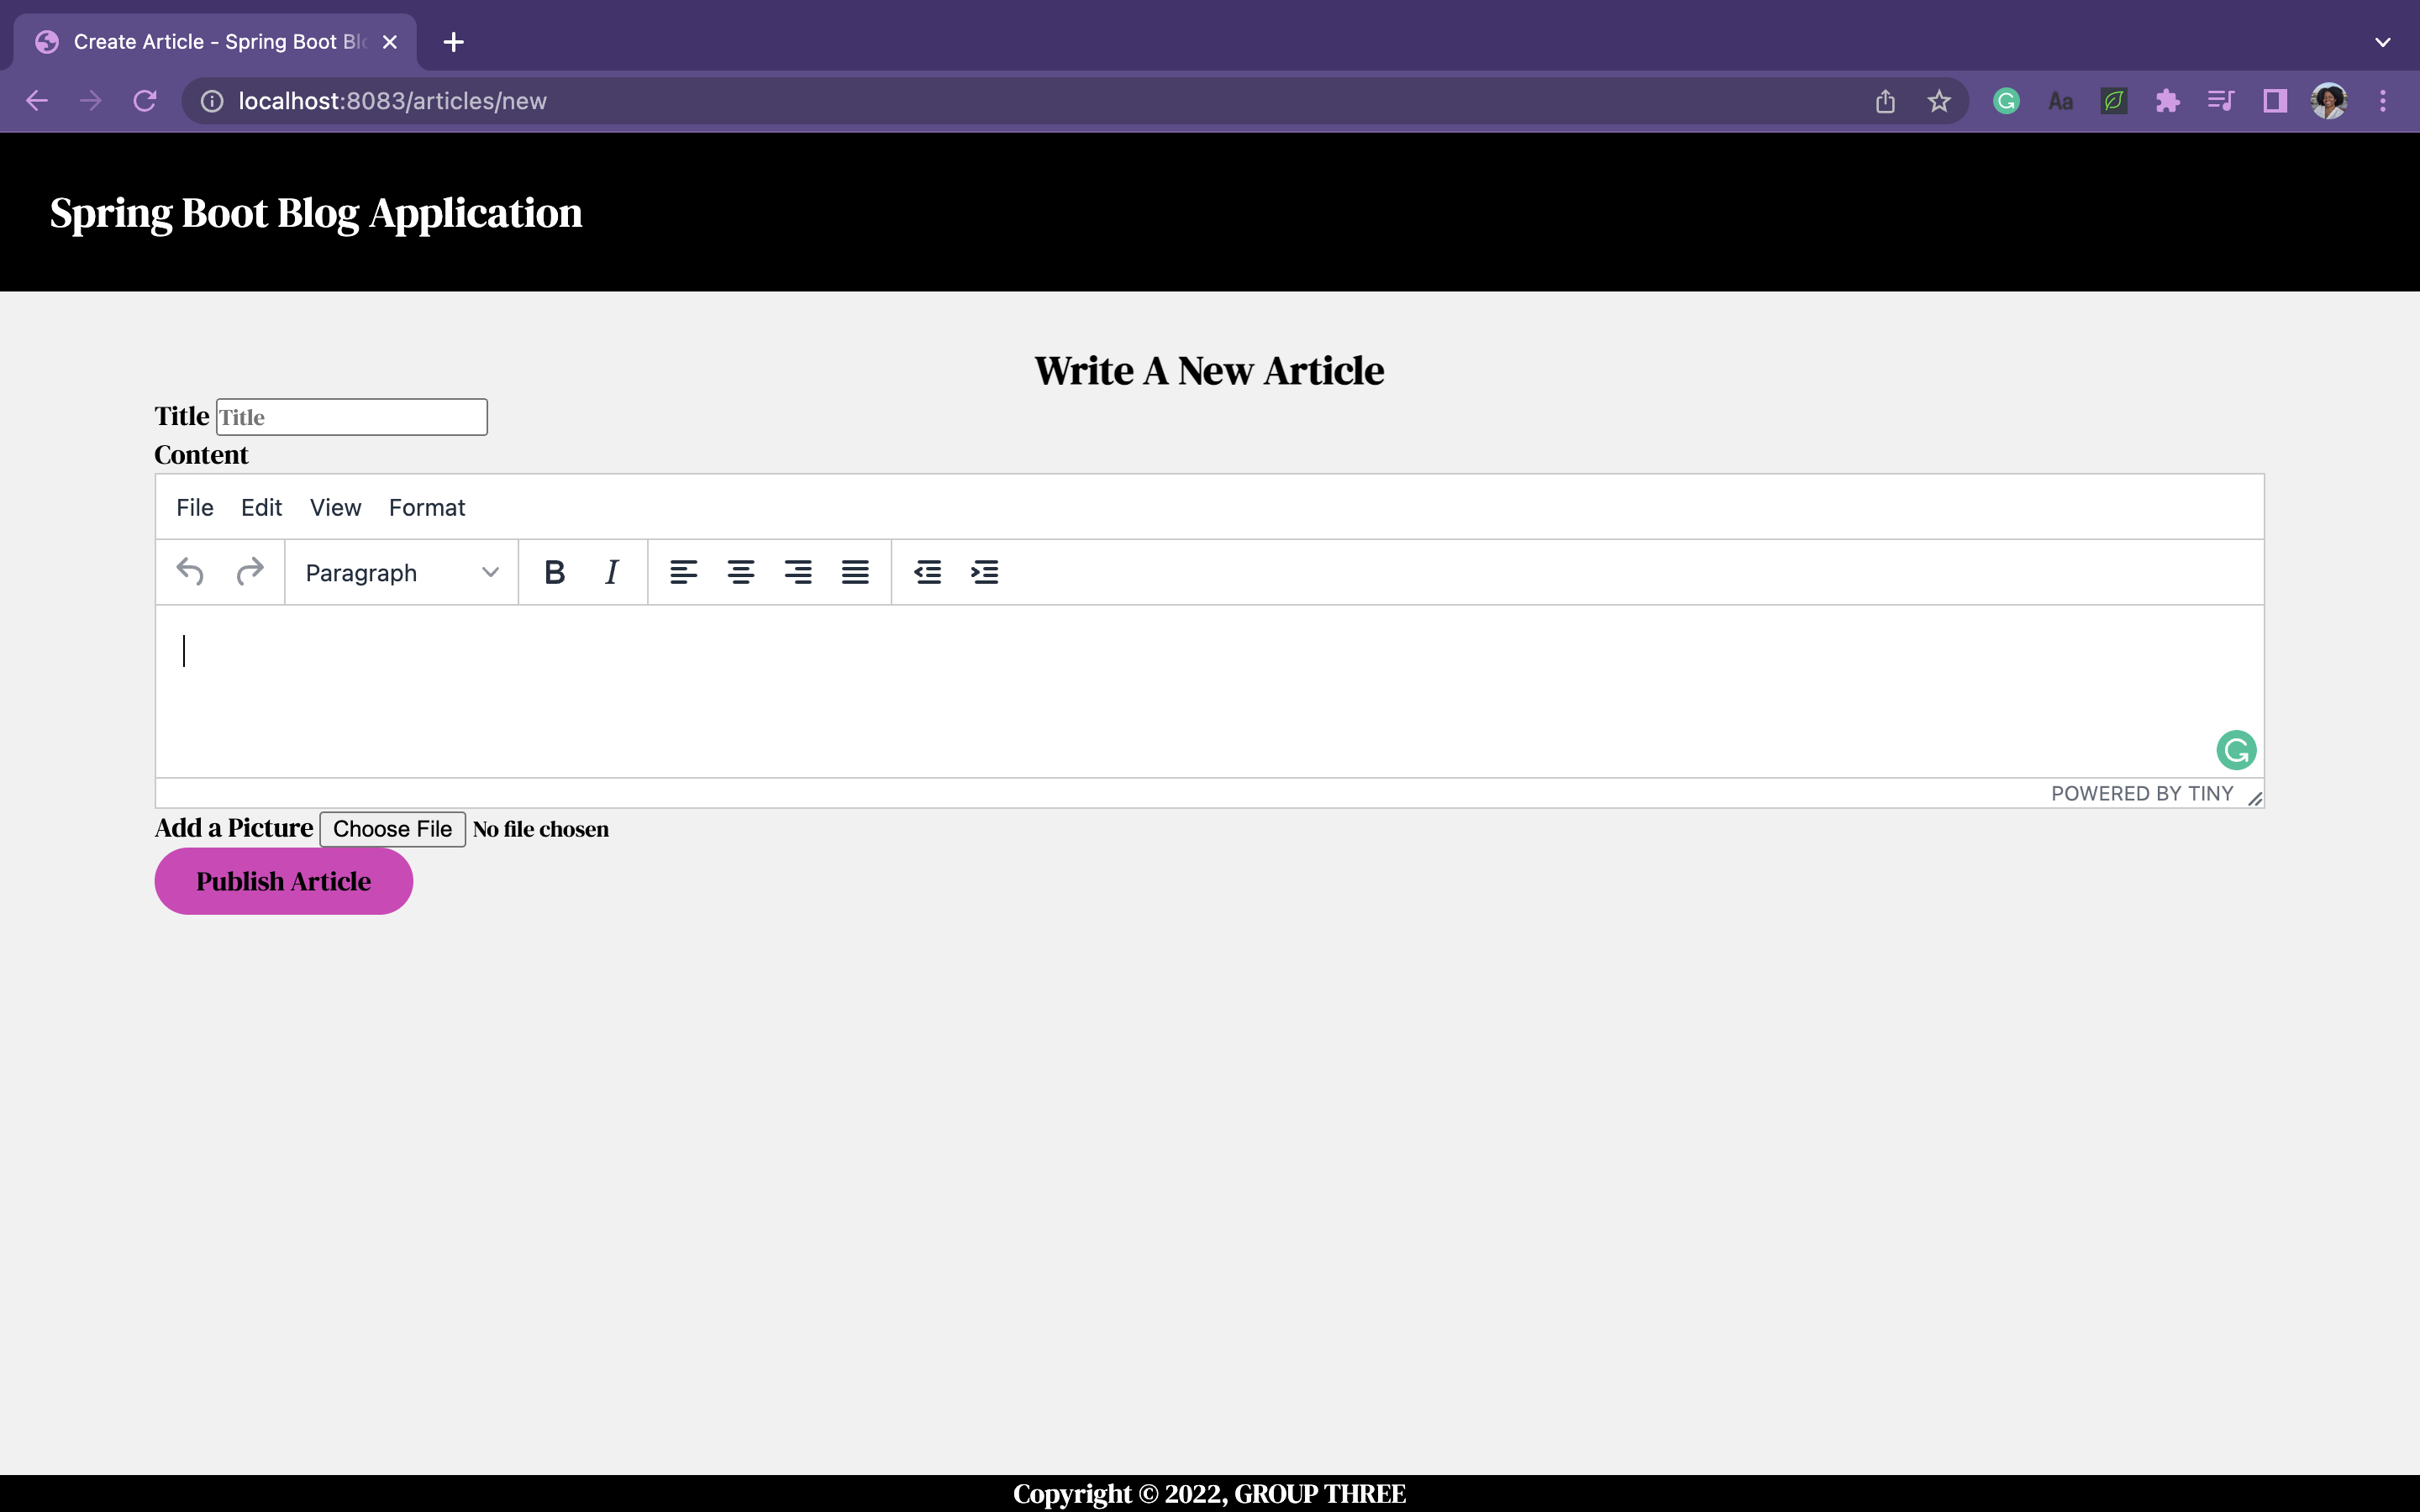 Create Article - Spring Boot Blo
localhost:8083/articles/new
Aa
Spring Boot Blog Application
Write A New Article
Title Title
Content
File Edit View Format
Paragraph B I
POWERED BY TINY
Add a Picture Choose File No file chosen
Publish Article
Copyright © 2022, GROUP THREE